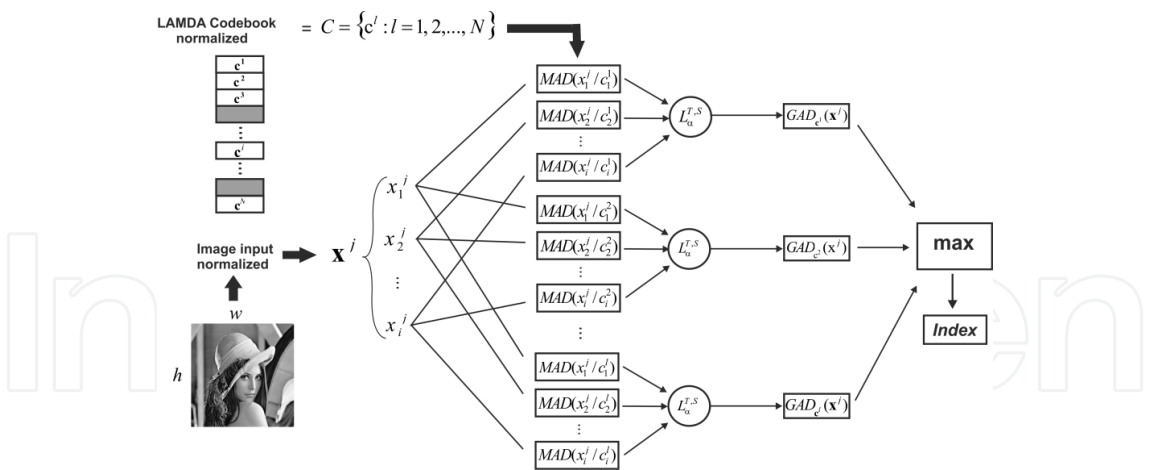 LAMDA Codebook
normalized
= C = {c^l : l = 1, 2,..., N}
c^1
c^2
c^3
⋮
c^l
⋮
c^N
Image input
normalized
w
h
x^j
x_1^j
x_2^j
⋮
x_i^j
MAD(x_1^j / c_1^1)
MAD(x_2^j / c_2^1)
⋮
MAD(x_i^j / c_i^1)
L_α^{T,S}
GAD_{c^1}(x^j)
MAD(x_1^j / c_1^2)
MAD(x_2^j / c_2^2)
⋮
MAD(x_i^j / c_i^2)
L_α^{T,S}
GAD_{c^2}(x^j)
⋮
MAD(x_1^j / c_1^l)
MAD(x_2^j / c_2^l)
⋮
MAD(x_i^j / c_i^l)
L_α^{T,S}
GAD_{c^l}(x^j)
max
Index